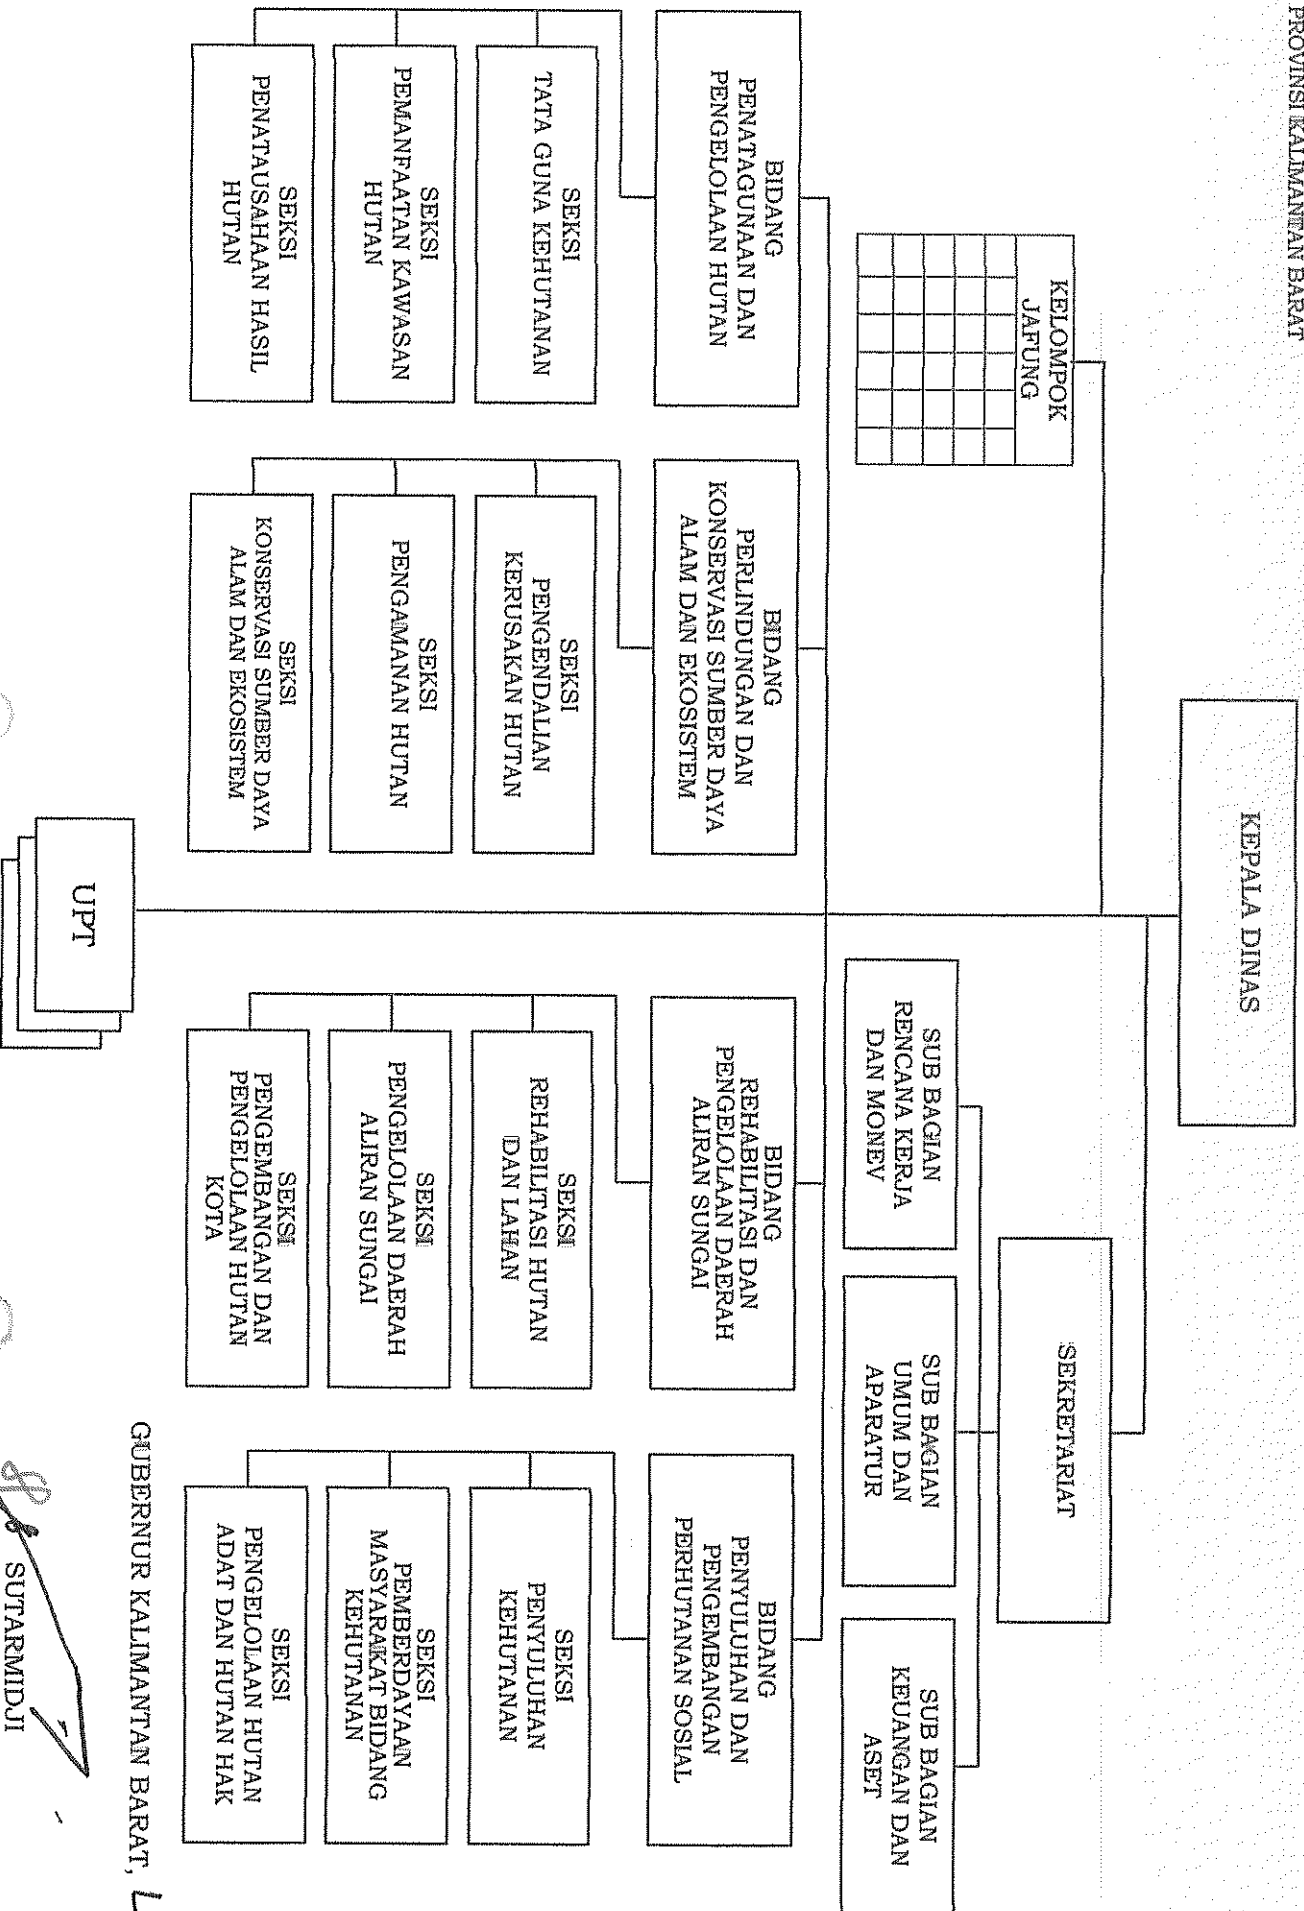 PROVINSI KALIMANTAN BARAT
KEPALA DINAS
KELOMPOK
JAFUNG
SEKRETARIAT
SUB BAGIAN
RENCANA KERJA
DAN MONEV
SUB BAGIAN
UMUM DAN
APARATUR
SUB BAGIAN
KEUANGAN DAN
ASET
BIDANG
PENATAGUNAAN DAN
PENGELOLAAN HUTAN
SEKSI
TATA GUNA KEHUTANAN
SEKSI
PEMANFAATAN KAWASAN
HUTAN
SEKSI
PENATAUSAHAAN HASIL
HUTAN
BIDANG
PERLINDUNGAN DAN
KONSERVASI SUMBER DAYA
ALAM DAN EKOSISTEM
SEKSI
PENGENDALIAN
KERUSAKAN HUTAN
SEKSI
PENGAMANAN HUTAN
SEKSI
KONSERVASI SUMBER DAYA
ALAM DAN EKOSISTEM
BIDANG
REHABILITASI DAN
PENGELOLAAN DAERAH
ALIRAN SUNGAI
SEKSI
REHABILITASI HUTAN
DAN LAHAN
SEKSI
PENGELOLAAN DAERAH
ALIRAN SUNGAI
SEKSI
PENGEMBANGAN DAN
PENGELOLAAN HUTAN
KOTA
BIDANG
PENYULUHAN DAN
PENGEMBANGAN
PERHUTANAN SOSIAL
SEKSI
PENYULUHAN
KEHUTANAN
SEKSI
PEMBERDAYAAN
MASYARAKAT BIDANG
KEHUTANAN
SEKSI
PENGELOLAAN HUTAN
ADAT DAN HUTAN HAK
UPT
GUBERNUR KALIMANTAN BARAT,
SUTARMIDJI